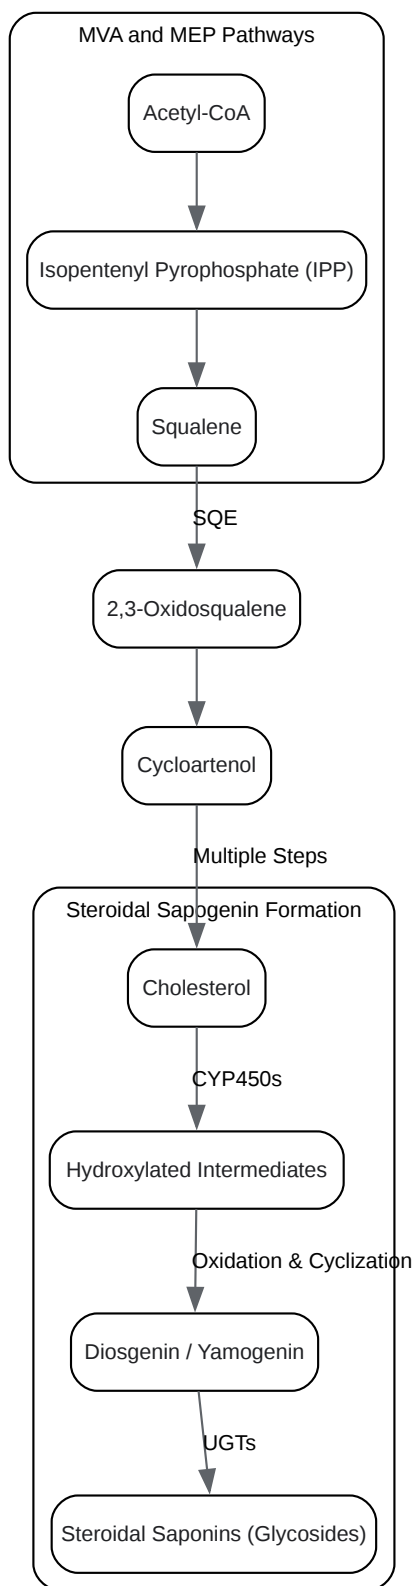 MVA and MEP Pathways
Acetyl-CoA
Isopentenyl Pyrophosphate (IPP)
Squalene
SQE
2,3-Oxidosqualene
Cycloartenol
Multiple Steps
Steroidal Sapogenin Formation
Cholesterol
CYP450s
Hydroxylated Intermediates
Oxidation & Cyclization
Diosgenin / Yamogenin
UGTs
Steroidal Saponins (Glycosides)